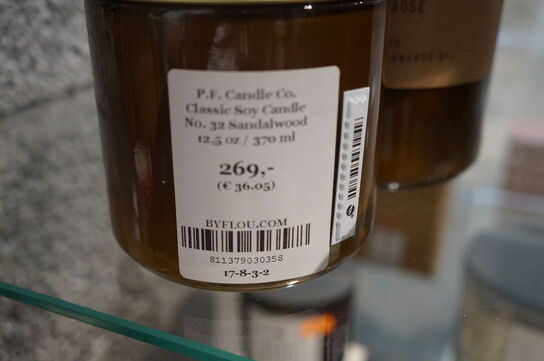 P.F. Candle Co.
Classic Soy Candle
No. 32 Sandalwood
12,5 oz / 370 ml
269,-
(€ 36.05)
BYFLOU.COM
811379030358
17-8-3-2
ROSE